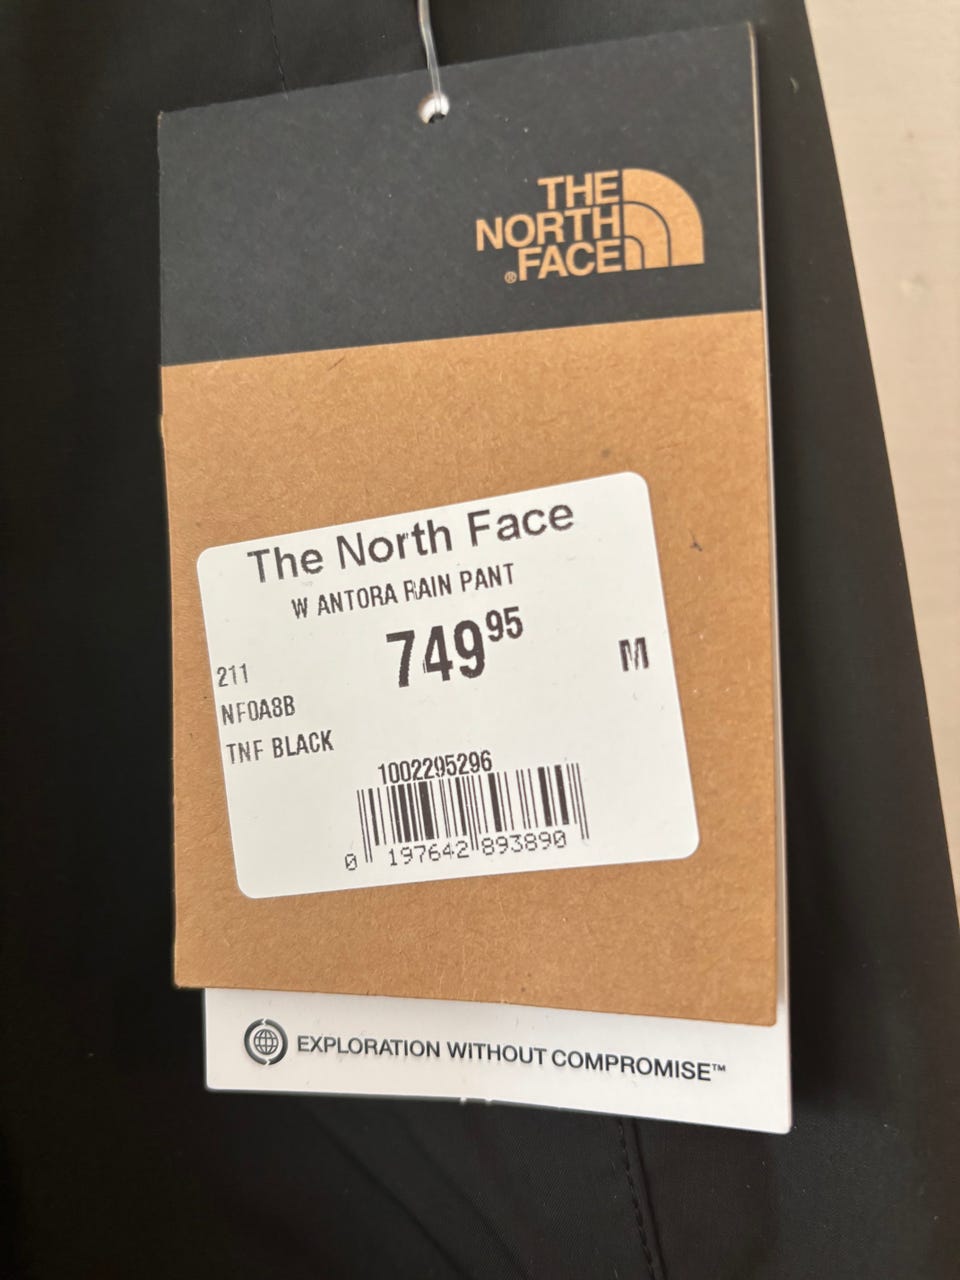 THE
NORTH
FACE
®
The North Face
W ANTORA RAIN PANT
749 95
M
211
NF0A8B
TNF BLACK
1002295296
0 197642 893890
EXPLORATION WITHOUT COMPROMISE™